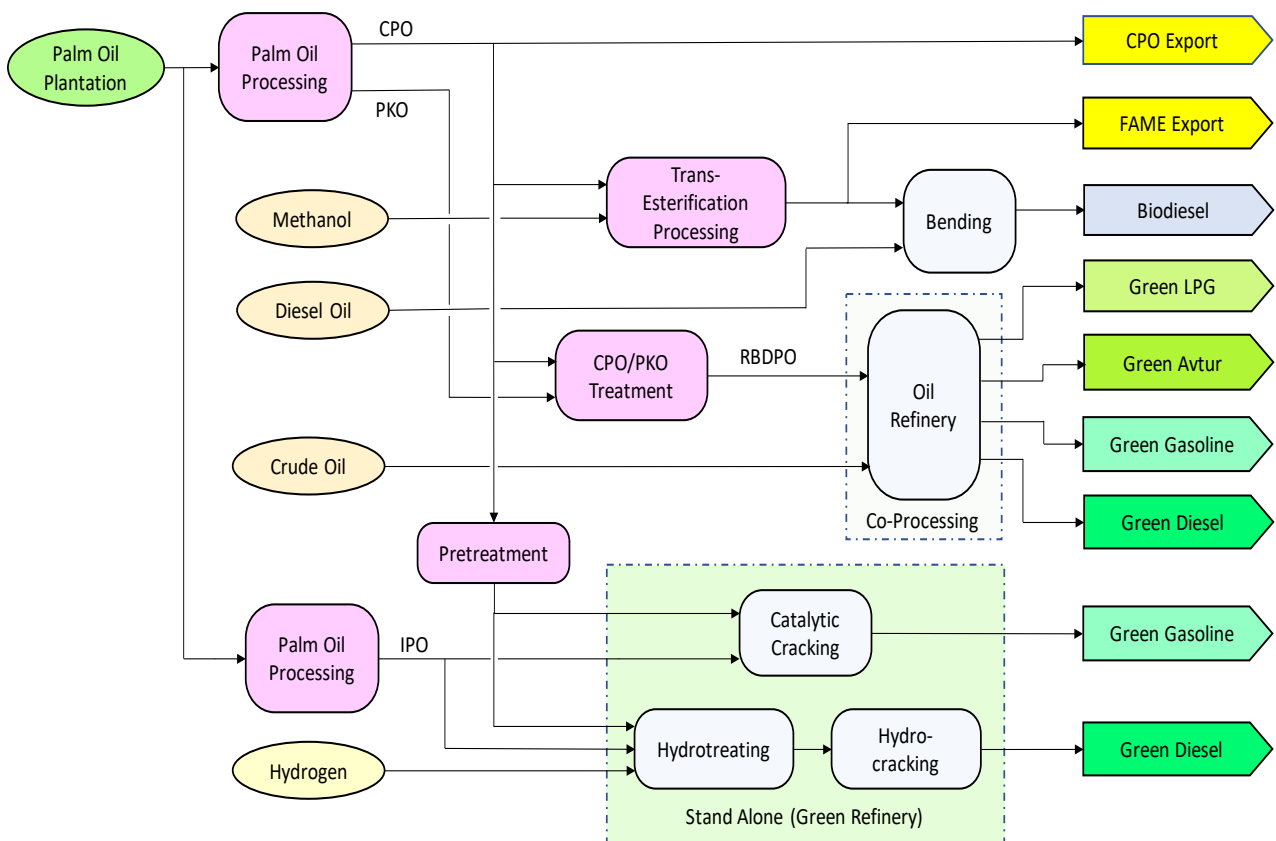 Palm Oil
Plantation
Palm Oil
Processing
CPO
PKO
CPO Export
FAME Export
Methanol
Trans-
Esterification
Processing
Bending
Biodiesel
Diesel Oil
Green LPG
CPO/PKO
Treatment
RBDPO
Oil
Refinery
Green Avtur
Green Gasoline
Crude Oil
Co-Processing
Green Diesel
Pretreatment
Palm Oil
Processing
IPO
Catalytic
Cracking
Green Gasoline
Hydrogen
Hydrotreating
Hydro-
cracking
Green Diesel
Stand Alone (Green Refinery)